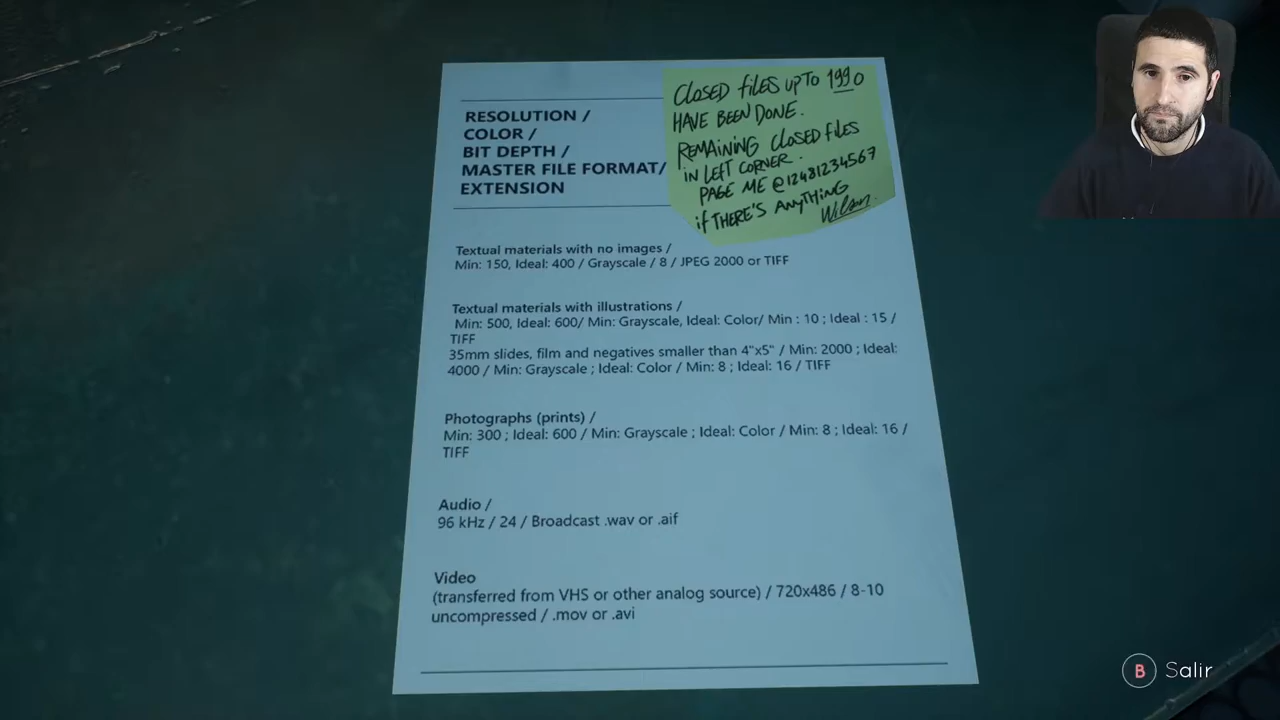 RESOLUTION /
COLOR /
BIT DEPTH /
MASTER FILE FORMAT/
EXTENSION
CLOSED FILES UP TO 1990
HAVE BEEN DONE.
REMAINING CLOSED FILES
IN LEFT CORNER.
PAGE ME @12481234567
if THERE'S ANYTHING
Wilson.
Textual materials with no images /
Min: 150, Ideal: 400 / Grayscale / 8 / JPEG 2000 or TIFF
Textual materials with illustrations /
Min: 500, Ideal: 600/ Min: Grayscale, Ideal: Color/ Min : 10 ; Ideal : 15 /
TIFF
35mm slides, film and negatives smaller than 4"x5" / Min: 2000 ; Ideal:
4000 / Min: Grayscale ; Ideal: Color / Min: 8 ; Ideal: 16 / TIFF
Photographs (prints) /
Min: 300 ; Ideal: 600 / Min: Grayscale ; Ideal: Color / Min: 8 ; Ideal: 16 /
TIFF
Audio /
96 kHz / 24 / Broadcast .wav or .aif
Video
(transferred from VHS or other analog source) / 720x486 / 8-10
uncompressed / .mov or .avi
B Salir